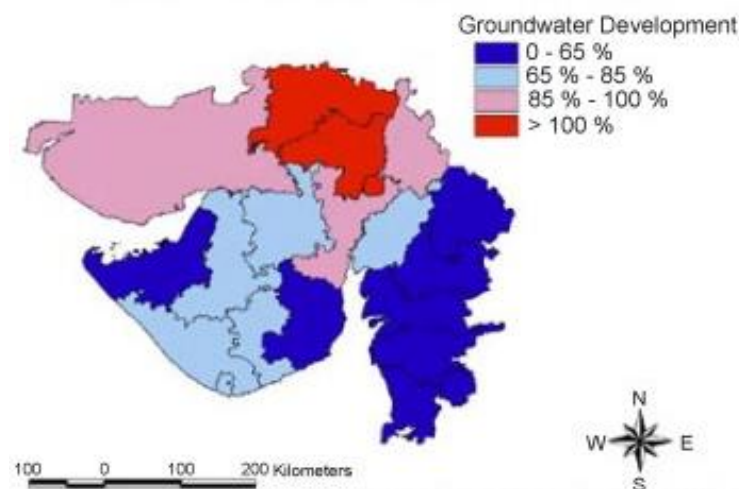 Groundwater Development
0 - 65 %
65 % - 85 %
85 % - 100 %
> 100 %
N
W E
S
100 0 100 200 Kilometers